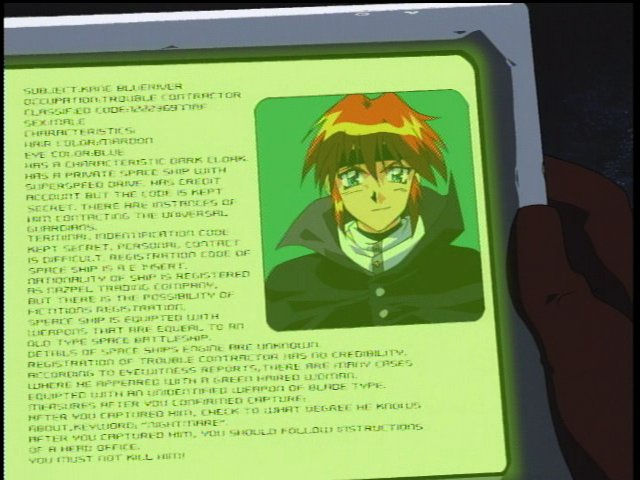 SUBJECT:KANE BLUERIVER
OCCUPATION:TROUBLE CONTRACTOR
CLASSIFIED
SEX:MALE
CHARACTERISTICS:
HAIR COLOR:MAROON
EYE COLOR:BLUE
HAS A CHARACTERISTIC DARK CLOAK.
HAS A PRIVATE SPACE SHIP WITH
SUPERSPEED DRIVE. HAS CREDIT
ACCOUNT BUT THE CODE IS KEPT
SECRET. THERE ARE INSTANCES OF
HIM CONTACTING THE UNIVERSAL
GUARDIANS.
TERMINAL IDENTIFICATION CODE
KEPT SECRET. PERSONAL CONTACT
IS DIFFICULT. REGISTRATION CODE OF
SPACE SHIP IS
NATIONALITY OF SHIP IS REGISTERED
AS GAZPEL TRADING COMPANY,
BUT THERE IS THE POSSIBILITY OF
FICTIONS REGISTRATION.
SPEACE SHIP IS EQUIPTED WITH
WEAPONS THAT ARE EQUAL TO AN
OLD TYPE SPACE BATTLESHIP.
DETAILS OF SPACE SHIPS ENGINE ARE UNKNOWN.
REGISTRATION OF TROUBLE CONTRACTOR HAS NO CREDIBILITY.
ACCORDING TO EYEWITNESS REPORTS,THERE ARE MANY CASES
WHERE HE APPEARED WITH A GREEN HAIRED WOMAN.
EQUIPTED WITH AN UNIDENTIFIED WEAPON OF BLADE TYPE.
MEASURES AFTER YOU CONFIRMED CAPTURE:
AFTER YOU CAPTURED HIM, CHECK TO WHAT DEGREE HE KNOWS
ABOUT,KEYWORD; "NIGHTMARE".
AFTER YOU CAPTURED HIM, YOU SHOULD FOLLOW INSTRUCTIONS
OF A HEAD OFFICE.
YOU MUST NOT KILL HIM!